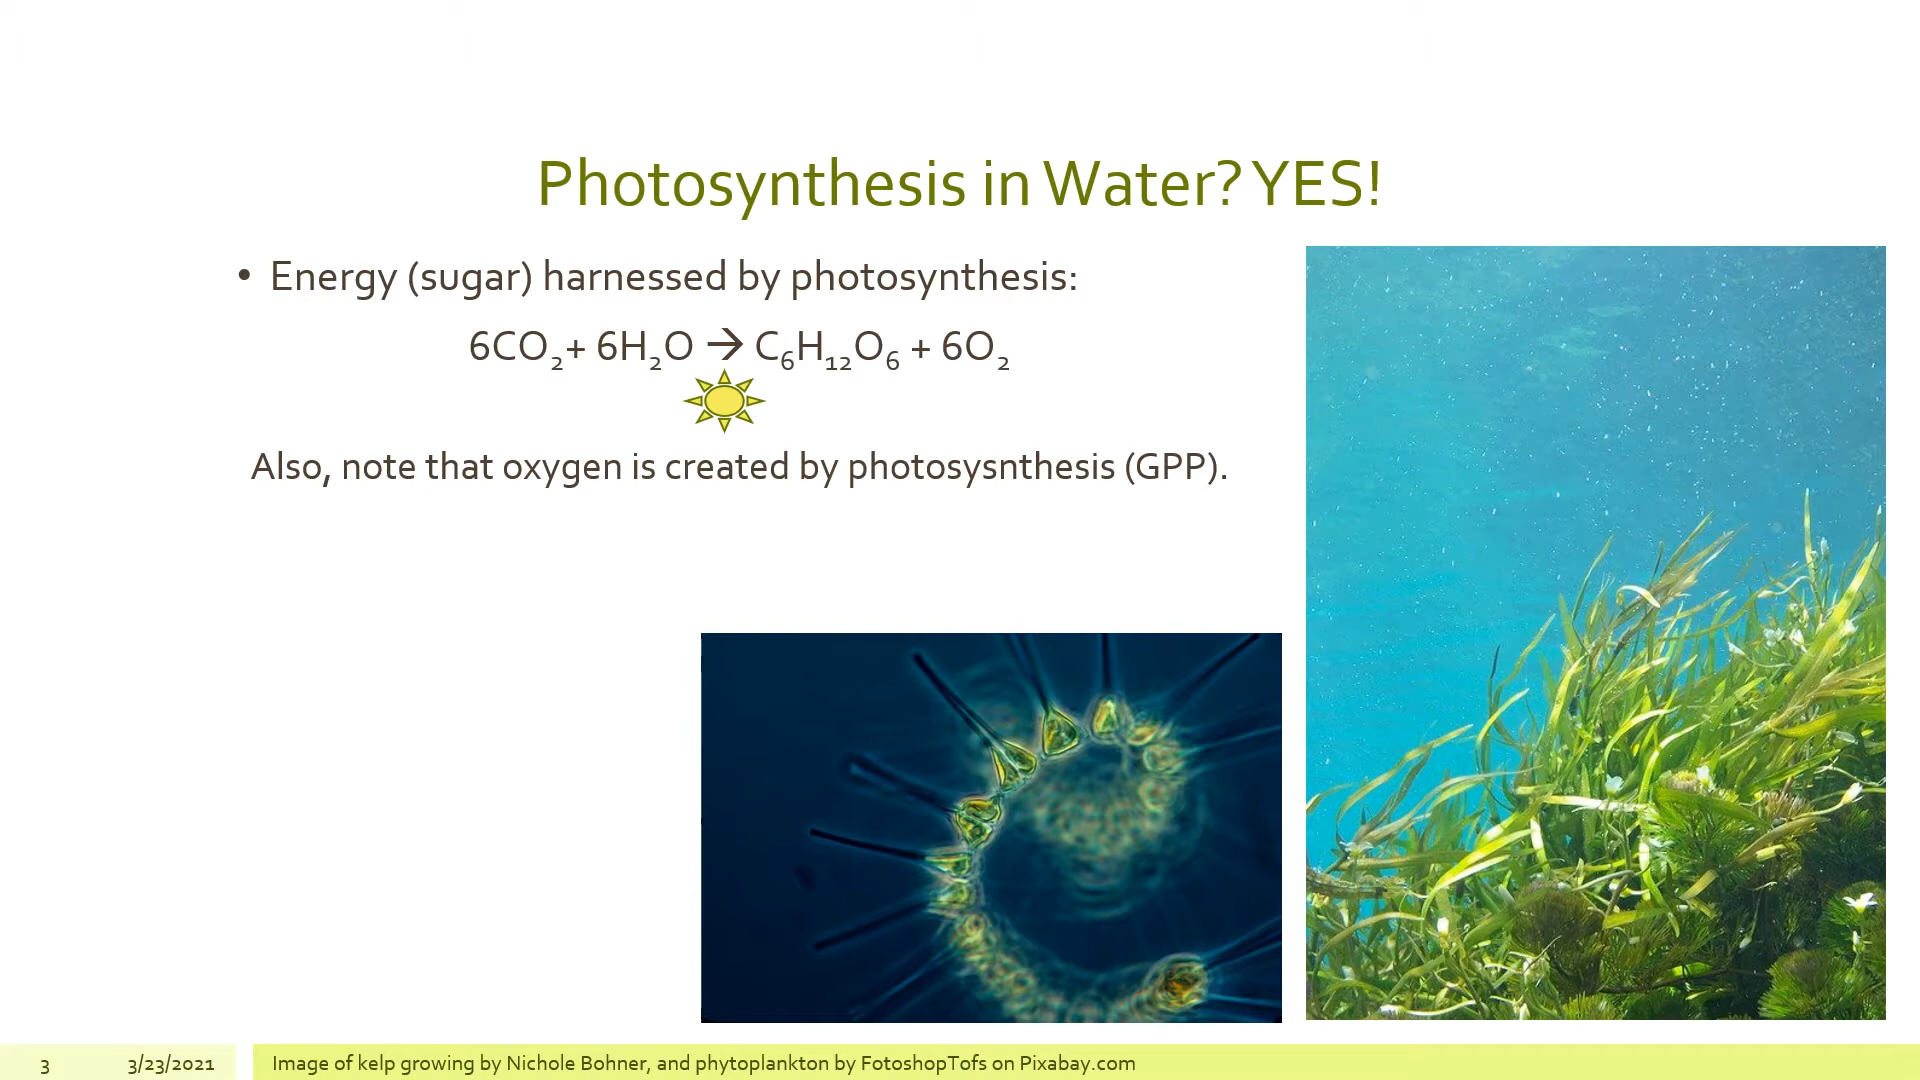 Photosynthesis in Water? YES!
• Energy (sugar) harnessed by photosynthesis:
6CO₂+ 6H₂O → C₆H₁₂O₆ + 6O₂
Also, note that oxygen is created by photosysnthesis (GPP).
3 3/23/2021 Image of kelp growing by Nichole Bohner, and phytoplankton by FotoshopTofs on Pixabay.com